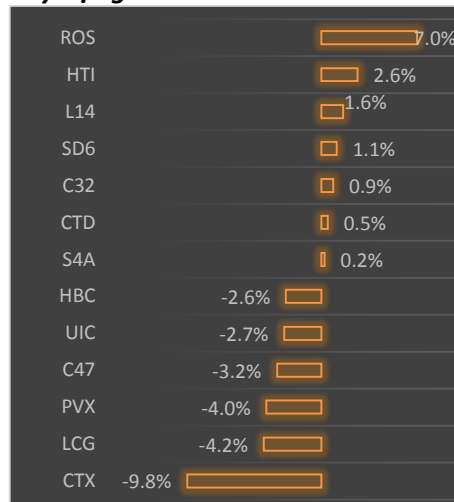 ROS 7.0%
HTI 2.6%
L14 1.6%
SD6 1.1%
C32 0.9%
CTD 0.5%
S4A 0.2%
HBC -2.6%
UIC -2.7%
C47 -3.2%
PVX -4.0%
LCG -4.2%
CTX -9.8%